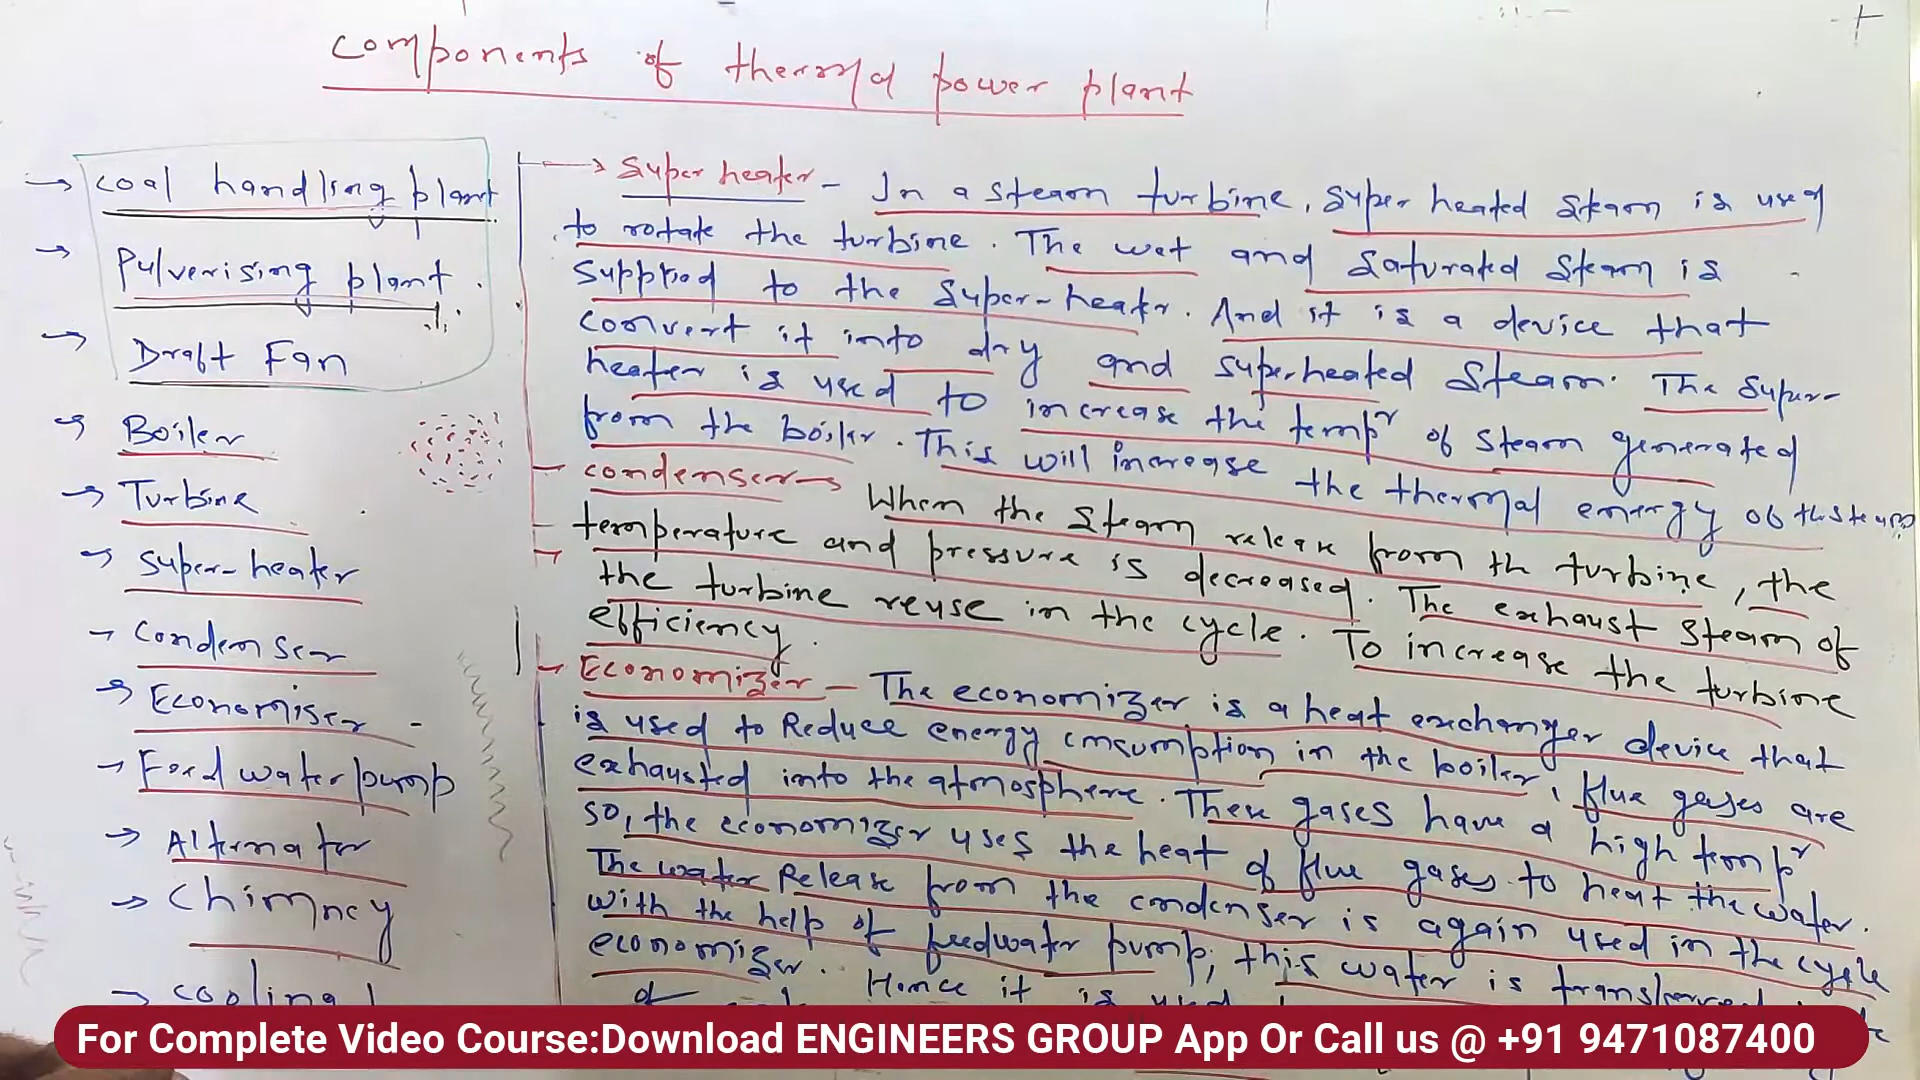 Components of thermal power plant
→ Coal handling plant
→ Pulverising plant.
→ Draft Fan
→ Boiler
→ Turbine
→ Super-heater
→ Condenser
→ Economiser -
→ Feed water pump
→ Alternator
→ Chimney
→ Super heater - In a steam turbine, super heated steam is used
to rotate the turbine. The wet and saturated steam is
supplied to the super-heater. And it is a device that
convert it into dry and superheated steam. The super-
heater is used to increase the tempr of steam generated
from the boiler. This will increase the thermal energy of the steam
Condenser → When the steam release from the turbine, the
temperature and pressure is decreased. The exhaust steam of
the turbine reuse in the cycle. To increase the turbine
efficiency.
Economizer - The economizer is a heat exchanger device that
is used to Reduce energy consumption in the boiler, flue gases are
exhausted into the atmosphere. These gases have a high tempr
so, the economizer uses the heat of flue gases to heat the water.
The water Release from the condenser is again used in the cycle
with the help of feedwater pump, this water is transferred
economizer. Hence it is used
For Complete Video Course:Download ENGINEERS GROUP App Or Call us @ +91 9471087400